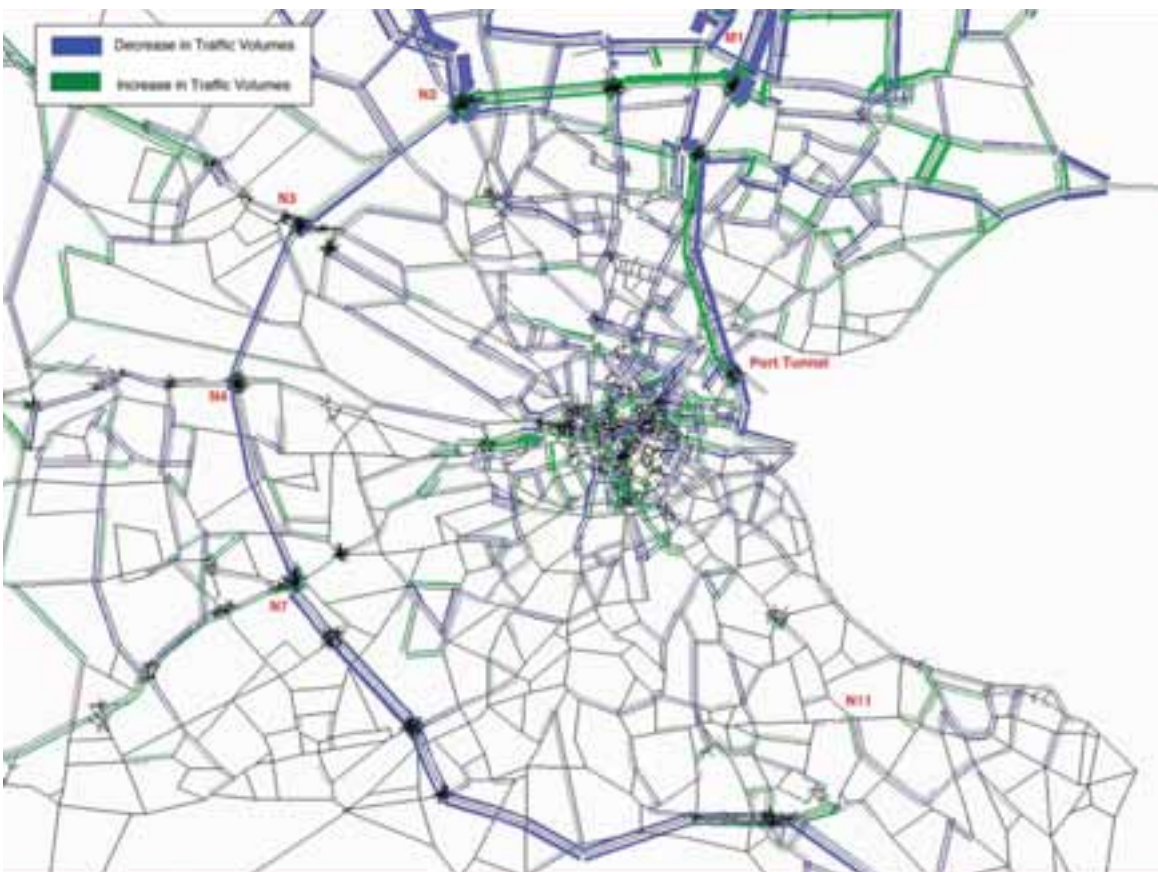 Decrease in Traffic Volumes
Increase in Traffic Volumes
M1
N2
N3
Port Tunnel
N4
N7
N11